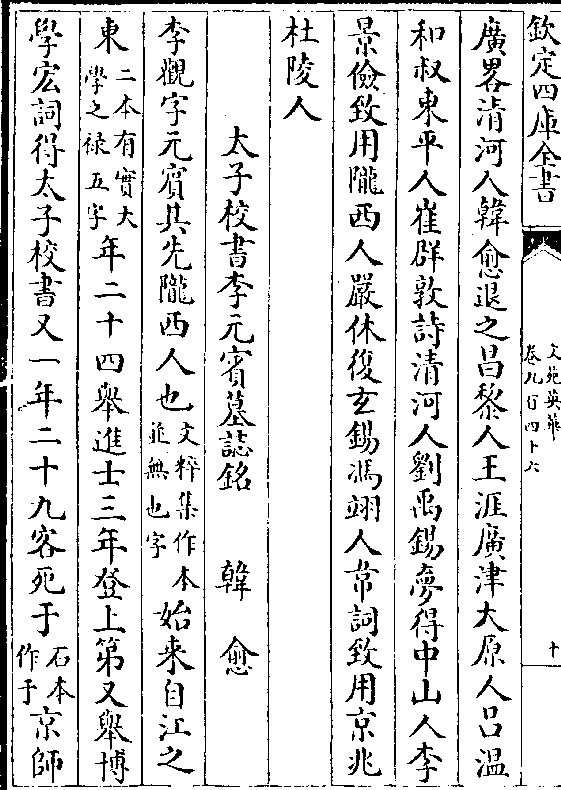 欽定四庫全書
文苑英華
卷九百四十六
十
廣畧清河人韓愈退之昌黎人王涯廣津大原人吕温
和叔東平人崔群敦詩清河人劉禹錫夢得中山人李
景儉致用隴西人嚴休復玄錫馮翊人常詞致用京兆
杜陵人
太子校書李元賓墓誌銘　韓愈
李觀字元賓其先隴西人也文粹集作本並無也字始来自江之
東二本有實大學之禄五字年二十四舉進士三年登上第又舉博
學宏詞得太子校書又一年二十九客死于石本作于京師